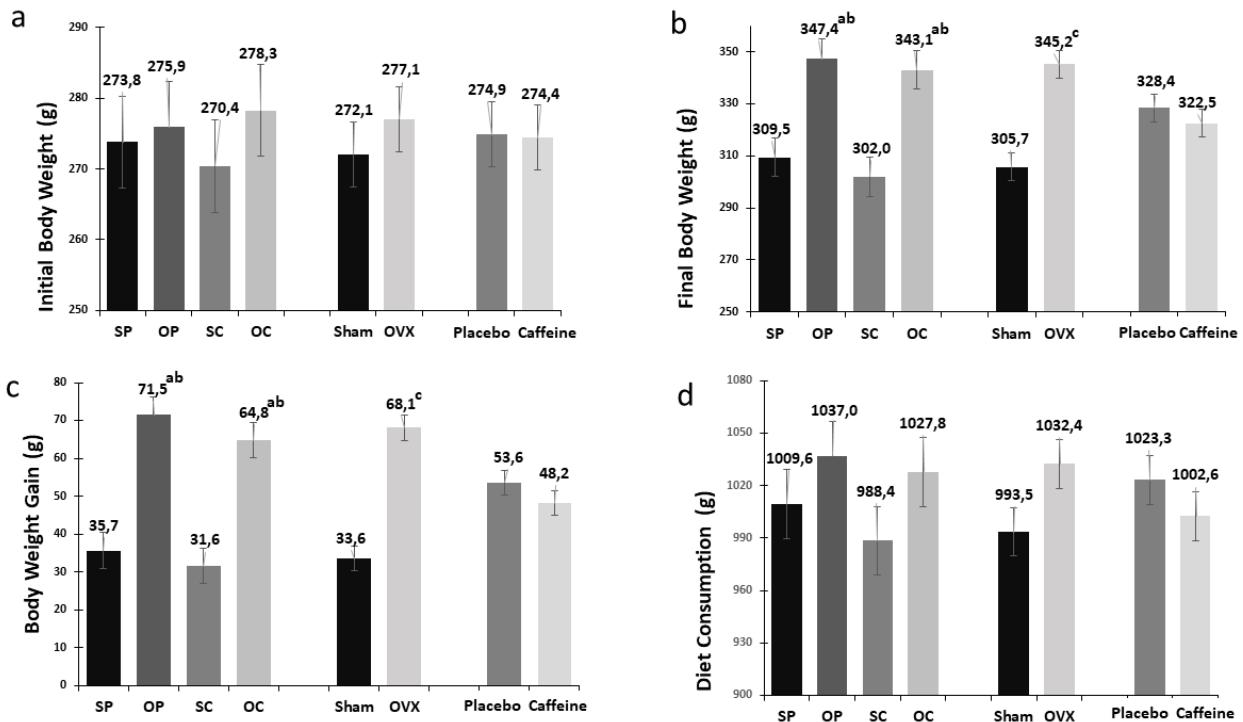 a
290
280
270
260
250
Initial Body Weight (g)
273,8
275,9
270,4
278,3
272,1
277,1
274,9
274,4
SP OP SC OC Sham OVX Placebo Caffeine
b
350
330
310
290
270
250
Final Body Weight (g)
309,5
347,4ab
302,0
343,1ab
305,7
345,2c
328,4
322,5
SP OP SC OC Sham OVX Placebo Caffeine
c
80
70
60
50
40
30
20
10
0
Body Weight Gain (g)
35,7
71,5ab
31,6
64,8ab
33,6
68,1c
53,6
48,2
SP OP SC OC Sham OVX Placebo Caffeine
d
1080
1050
1020
990
960
930
900
Diet Consumption (g)
1009,6
1037,0
988,4
1027,8
993,5
1032,4
1023,3
1002,6
SP OP SC OC Sham OVX Placebo Caffeine